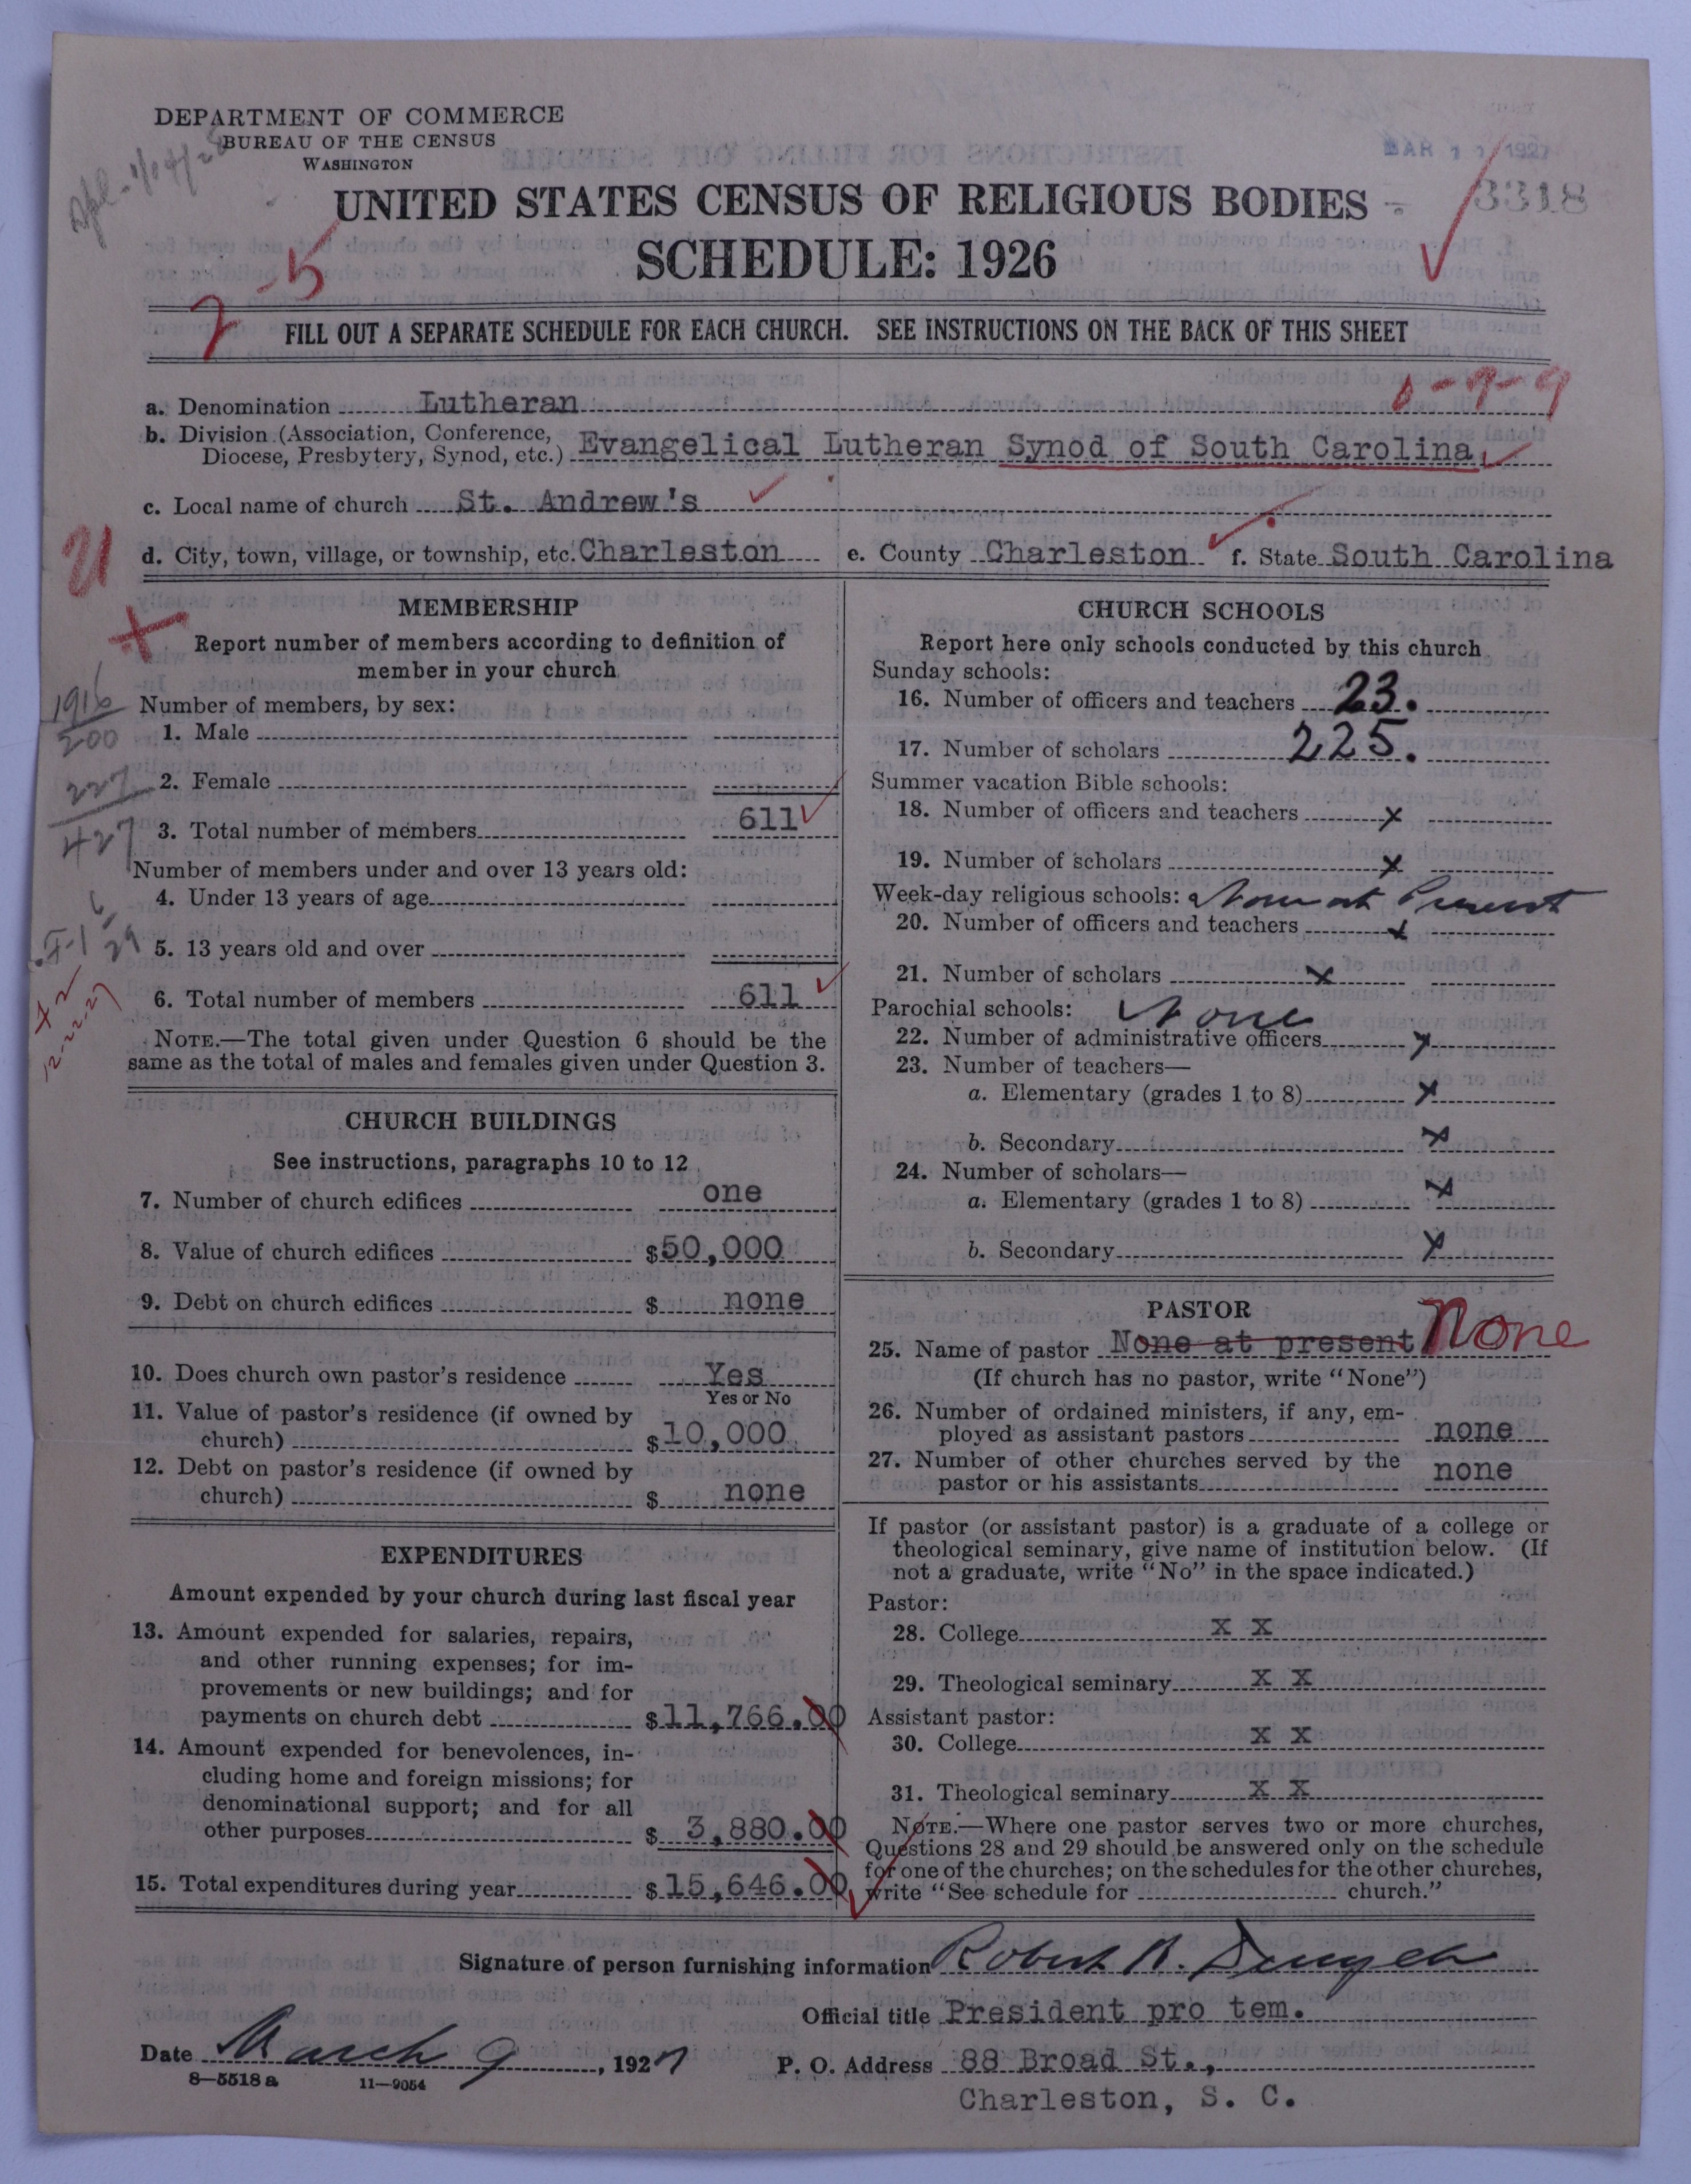 DEPARTMENT OF COMMERCE
BUREAU OF THE CENSUS
WASHINGTON
MAR 11 1927
UNITED STATES CENSUS OF RELIGIOUS BODIES
3318
SCHEDULE: 1926
2-5
FILL OUT A SEPARATE SCHEDULE FOR EACH CHURCH. SEE INSTRUCTIONS ON THE BACK OF THIS SHEET
a. Denomination Lutheran
b. Division (Association, Conference, Diocese, Presbytery, Synod, etc.) Evangelical Lutheran Synod of South Carolina,
c. Local name of church St. Andrew's
d. City, town, village, or township, etc. Charleston e. County Charleston f. State South Carolina
21
MEMBERSHIP
Report number of members according to definition of
member in your church
1916
Number of members, by sex:
200
1. Male
227
2. Female
427
3. Total number of members 611
Number of members under and over 13 years old:
4. Under 13 years of age
5. 13 years old and over
6. Total number of members 611
12-22-27
NOTE.—The total given under Question 6 should be the
same as the total of males and females given under Question 3.
CHURCH BUILDINGS
See instructions, paragraphs 10 to 12
7. Number of church edifices one
8. Value of church edifices $50,000
9. Debt on church edifices $ none
10. Does church own pastor's residence Yes
Yes or No
11. Value of pastor's residence (if owned by
church) $10,000
12. Debt on pastor's residence (if owned by
church) $ none
EXPENDITURES
Amount expended by your church during last fiscal year
13. Amount expended for salaries, repairs,
and other running expenses; for im-
provements or new buildings; and for
payments on church debt $11,766.00
14. Amount expended for benevolences, in-
cluding home and foreign missions; for
denominational support; and for all
other purposes $ 3,880.00
15. Total expenditures during year $15,646.00
CHURCH SCHOOLS
Report here only schools conducted by this church
Sunday schools:
16. Number of officers and teachers 23.
17. Number of scholars 225.
Summer vacation Bible schools:
18. Number of officers and teachers x
19. Number of scholars x
Week-day religious schools: None at Present
20. Number of officers and teachers x
21. Number of scholars x
Parochial schools: None
22. Number of administrative officers x
23. Number of teachers—
a. Elementary (grades 1 to 8) x
b. Secondary x
24. Number of scholars—
a. Elementary (grades 1 to 8) x
b. Secondary x
PASTOR
25. Name of pastor None at present None
(If church has no pastor, write "None")
26. Number of ordained ministers, if any, em-
ployed as assistant pastors none
27. Number of other churches served by the
pastor or his assistants none
If pastor (or assistant pastor) is a graduate of a college or
theological seminary, give name of institution below. (If
not a graduate, write "No" in the space indicated.)
Pastor:
28. College x x
29. Theological seminary x x
Assistant pastor:
30. College x x
31. Theological seminary x x
NOTE.—Where one pastor serves two or more churches,
Questions 28 and 29 should be answered only on the schedule
for one of the churches; on the schedules for the other churches,
write "See schedule for church."
Signature of person furnishing information Robert
Official title President pro tem.
Date March 9, 1927 P. O. Address 88 Broad St.,
8—5518a 11—9054
Charleston, S. C.